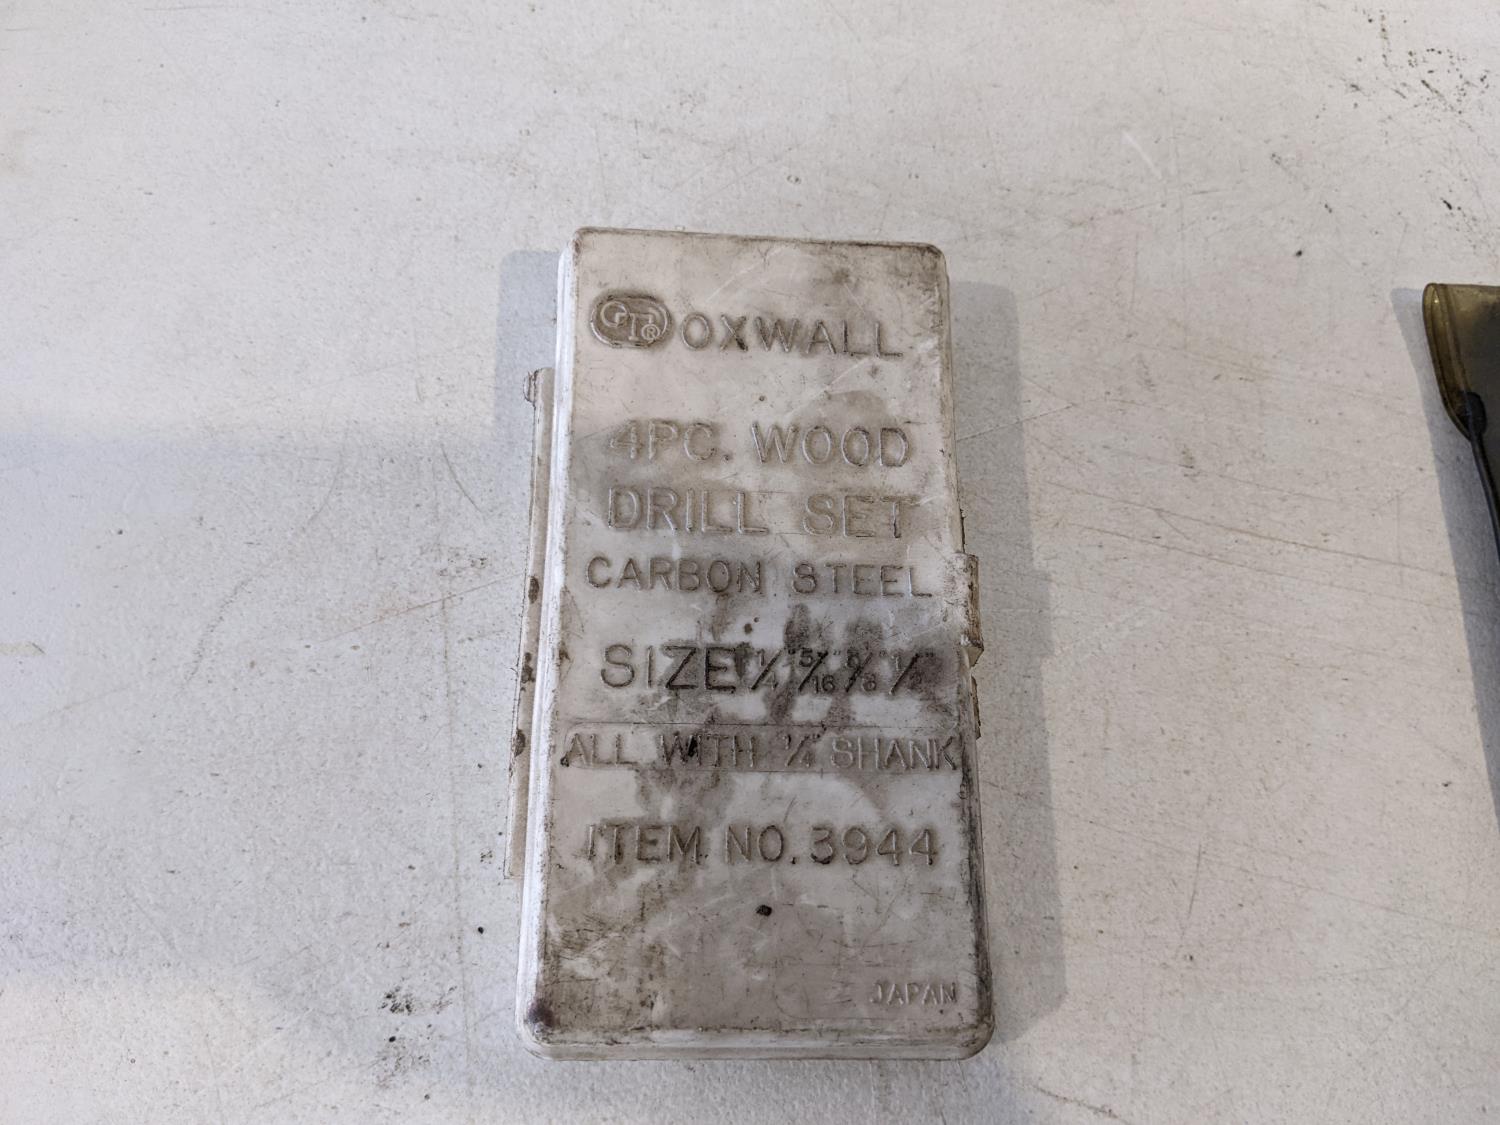 GTP® OXWALL
4PC. WOOD
DRILL SET
CARBON STEEL
SIZE 1/4" 5/16" 3/8" 1/2"
ALL WITH 1/4" SHANK
ITEM NO. 3944
JAPAN